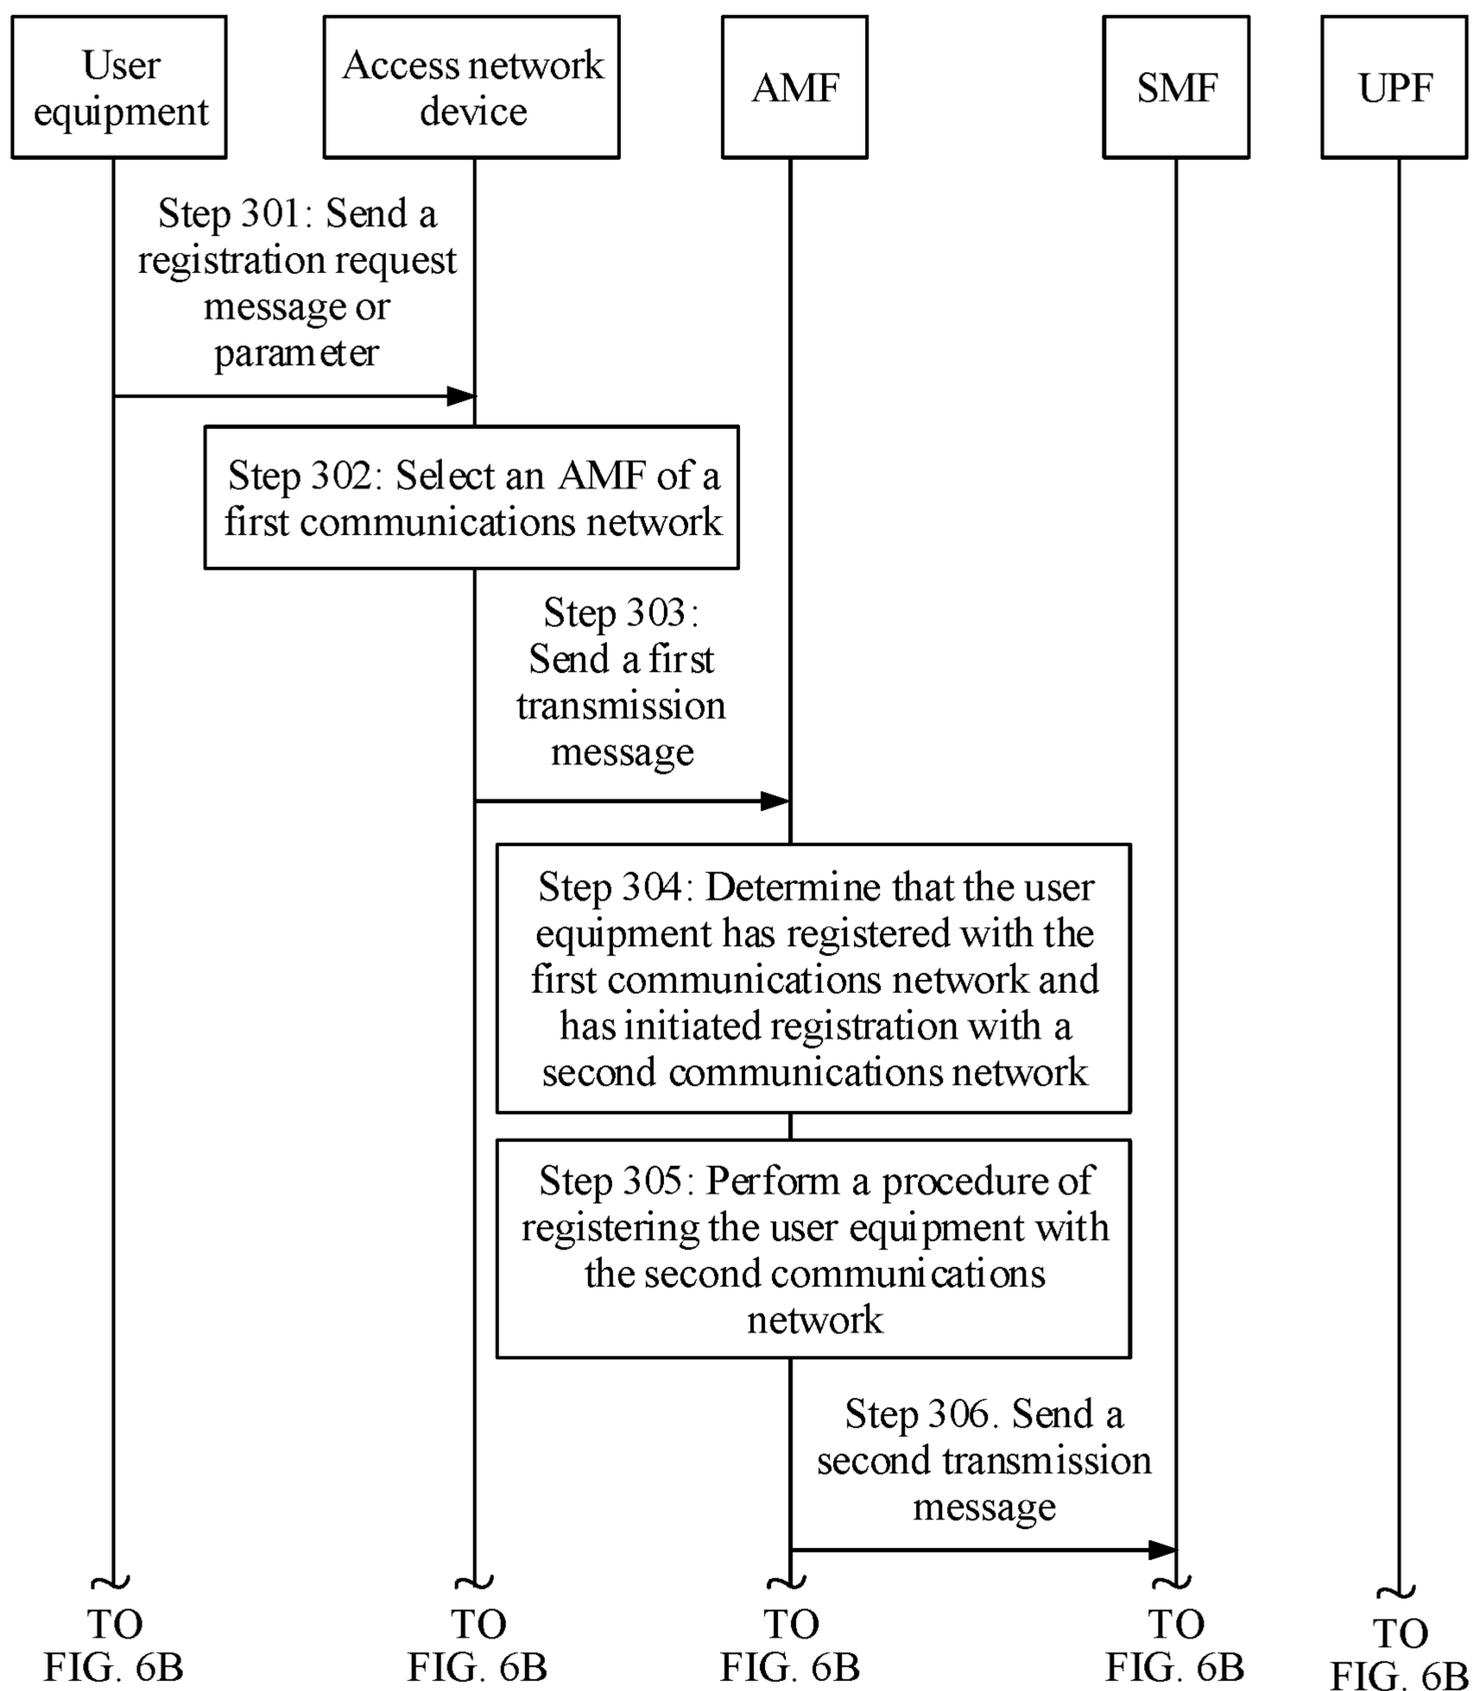 User
equipment
Access network
device
AMF
SMF
UPF
Step 301: Send a
registration request
message or
parameter
Step 302: Select an AMF of a
first communications network
Step 303:
Send a first
transmission
message
Step 304: Determine that the user
equipment has registered with the
first communications network and
has initiated registration with a
second communications network
Step 305: Perform a procedure of
registering the user equipment with
the second communications
network
Step 306. Send a
second transmission
message
TO
FIG. 6B
TO
FIG. 6B
TO
FIG. 6B
TO
FIG. 6B
TO
FIG. 6B